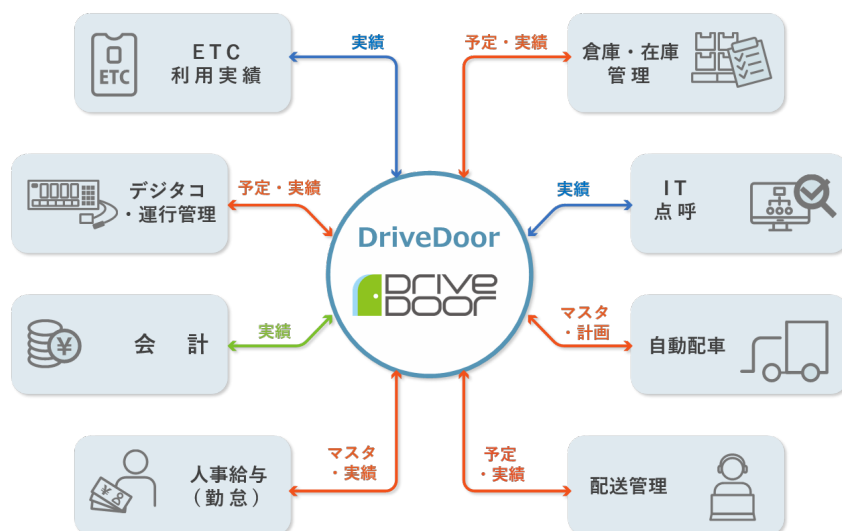 ETC
ETC
利用実績
実績
予定・実績
倉庫・在庫
管理
デジタコ
・運行管理
予定・実績
実績
IT
点呼
DriveDoor
DRIVE
DOOR
会計
実績
マスタ
・計画
自動配車
人事給与
(勤怠)
マスタ
・実績
予定
・実績
配送管理